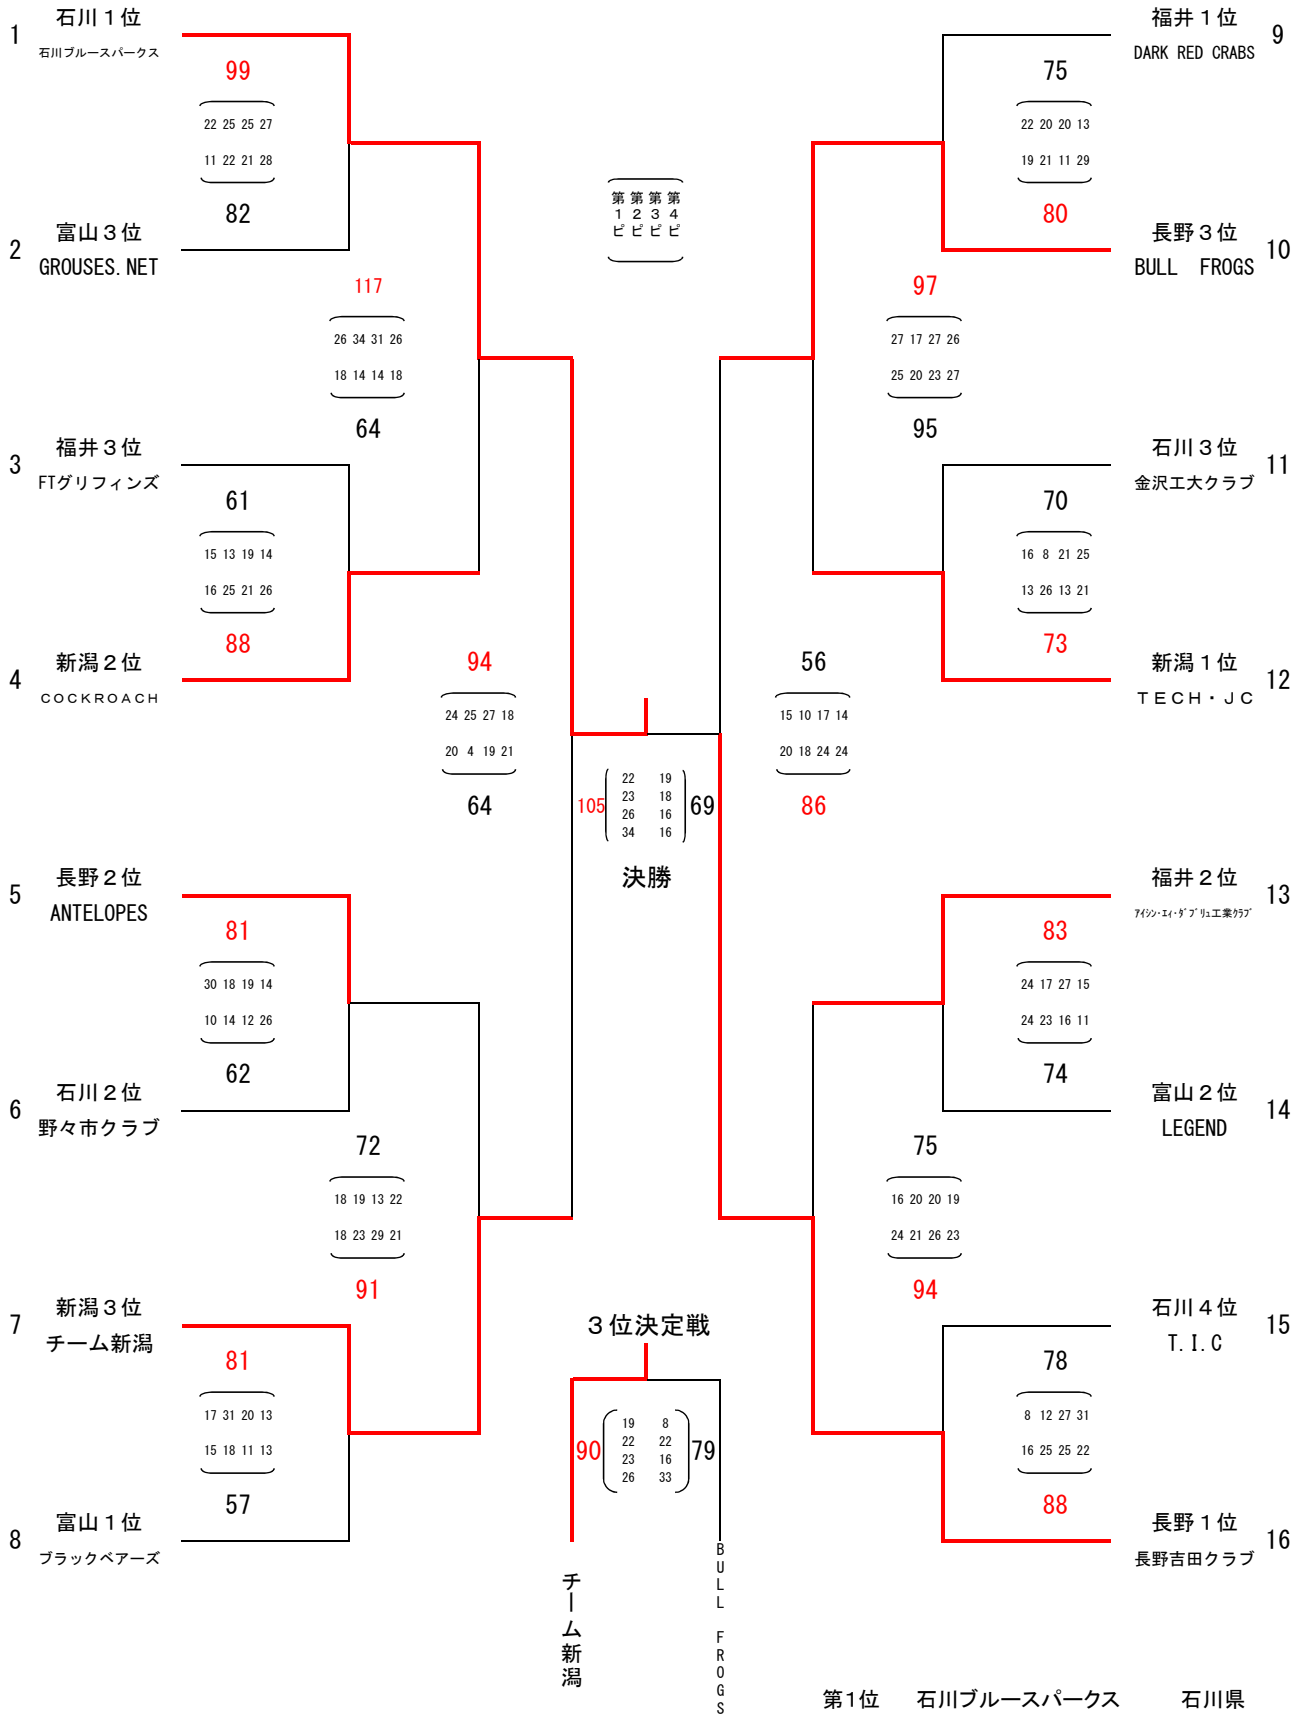 1 石川１位
石川ブルースパークス
99
22 25 25 27
11 22 21 28
82
2 富山３位
GROUSES.NET
117
26 34 31 26
18 14 14 18
64
3 福井３位
FTグリフィンズ
61
15 13 19 14
16 25 21 26
88
4 新潟２位
ＣＯＣＫＲＯＡＣＨ
94
24 25 27 18
20 4 19 21
64
5 長野２位
ANTELOPES
81
30 18 19 14
10 14 12 26
62
6 石川２位
野々市クラブ
72
18 19 13 22
18 23 29 21
91
7 新潟３位
チーム新潟
81
17 31 20 13
15 18 11 13
57
8 富山１位
ブラックベアーズ
第1ピ
第2ピ
第3ピ
第4ピ
105
22 19
23 18
26 16
34 16
69
決勝
３位決定戦
90
19 8
22 22
23 16
26 33
79
チーム新潟
BULL FROGS
福井１位 9
DARK RED CRABS
75
22 20 20 13
19 21 11 29
80
長野３位 10
BULL FROGS
97
27 17 27 26
25 20 23 27
95
石川３位 11
金沢工大クラブ
70
16 8 21 25
13 26 13 21
73
新潟１位 12
ＴＥＣＨ・ＪＣ
56
15 10 17 14
20 18 24 24
86
福井２位 13
ｱｲｼﾝ・ｴｨ・ﾀﾞﾌﾞﾘｭ工業ｸﾗﾌﾞ
83
24 17 27 15
24 23 16 11
74
富山２位 14
LEGEND
75
16 20 20 19
24 21 26 23
94
石川４位 15
T.I.C
78
8 12 27 31
16 25 25 22
88
長野１位 16
長野吉田クラブ
第1位 石川ブルースパークス 石川県